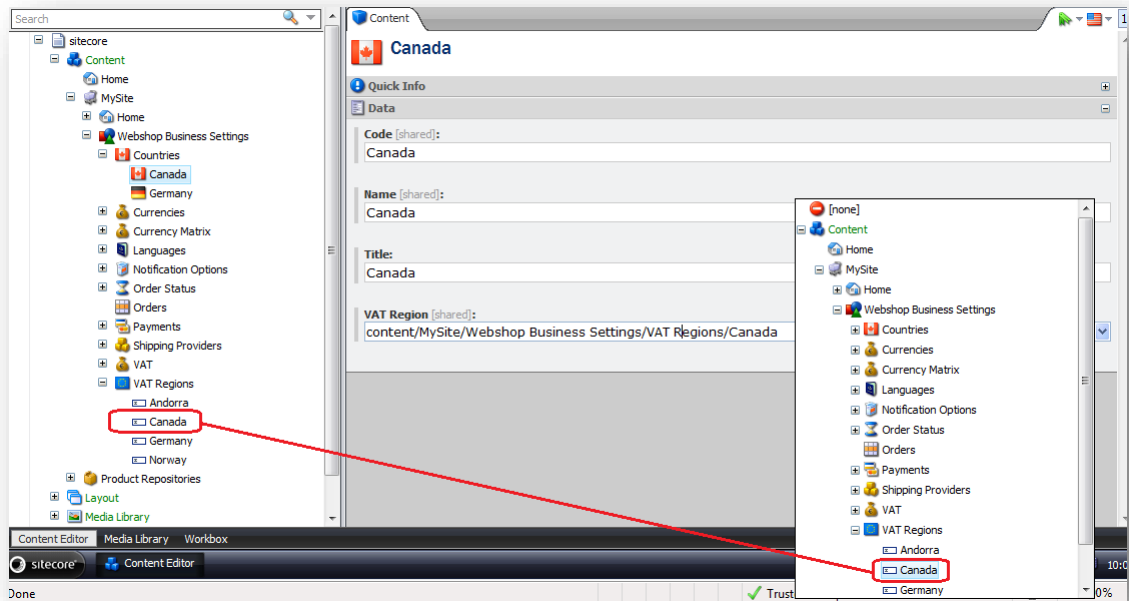 Search
sitecore
Content
Home
MySite
Home
Webshop Business Settings
Countries
Canada
Germany
Currencies
Currency Matrix
Languages
Notification Options
Order Status
Orders
Payments
Shipping Providers
VAT
VAT Regions
Andorra
Canada
Germany
Norway
Product Repositories
Layout
Media Library
Content
1
Canada
Quick Info
Data
Code [shared]:
Canada
Name [shared]:
Canada
Title:
Canada
VAT Region [shared]:
content/MySite/Webshop Business Settings/VAT Regions/Canada
[none]
Content
Home
MySite
Home
Webshop Business Settings
Countries
Currencies
Currency Matrix
Languages
Notification Options
Order Status
Orders
Payments
Shipping Providers
VAT
VAT Regions
Andorra
Canada
Germany
Content Editor Media Library Workbox
sitecore Content Editor 10:0
Done Trust 0%